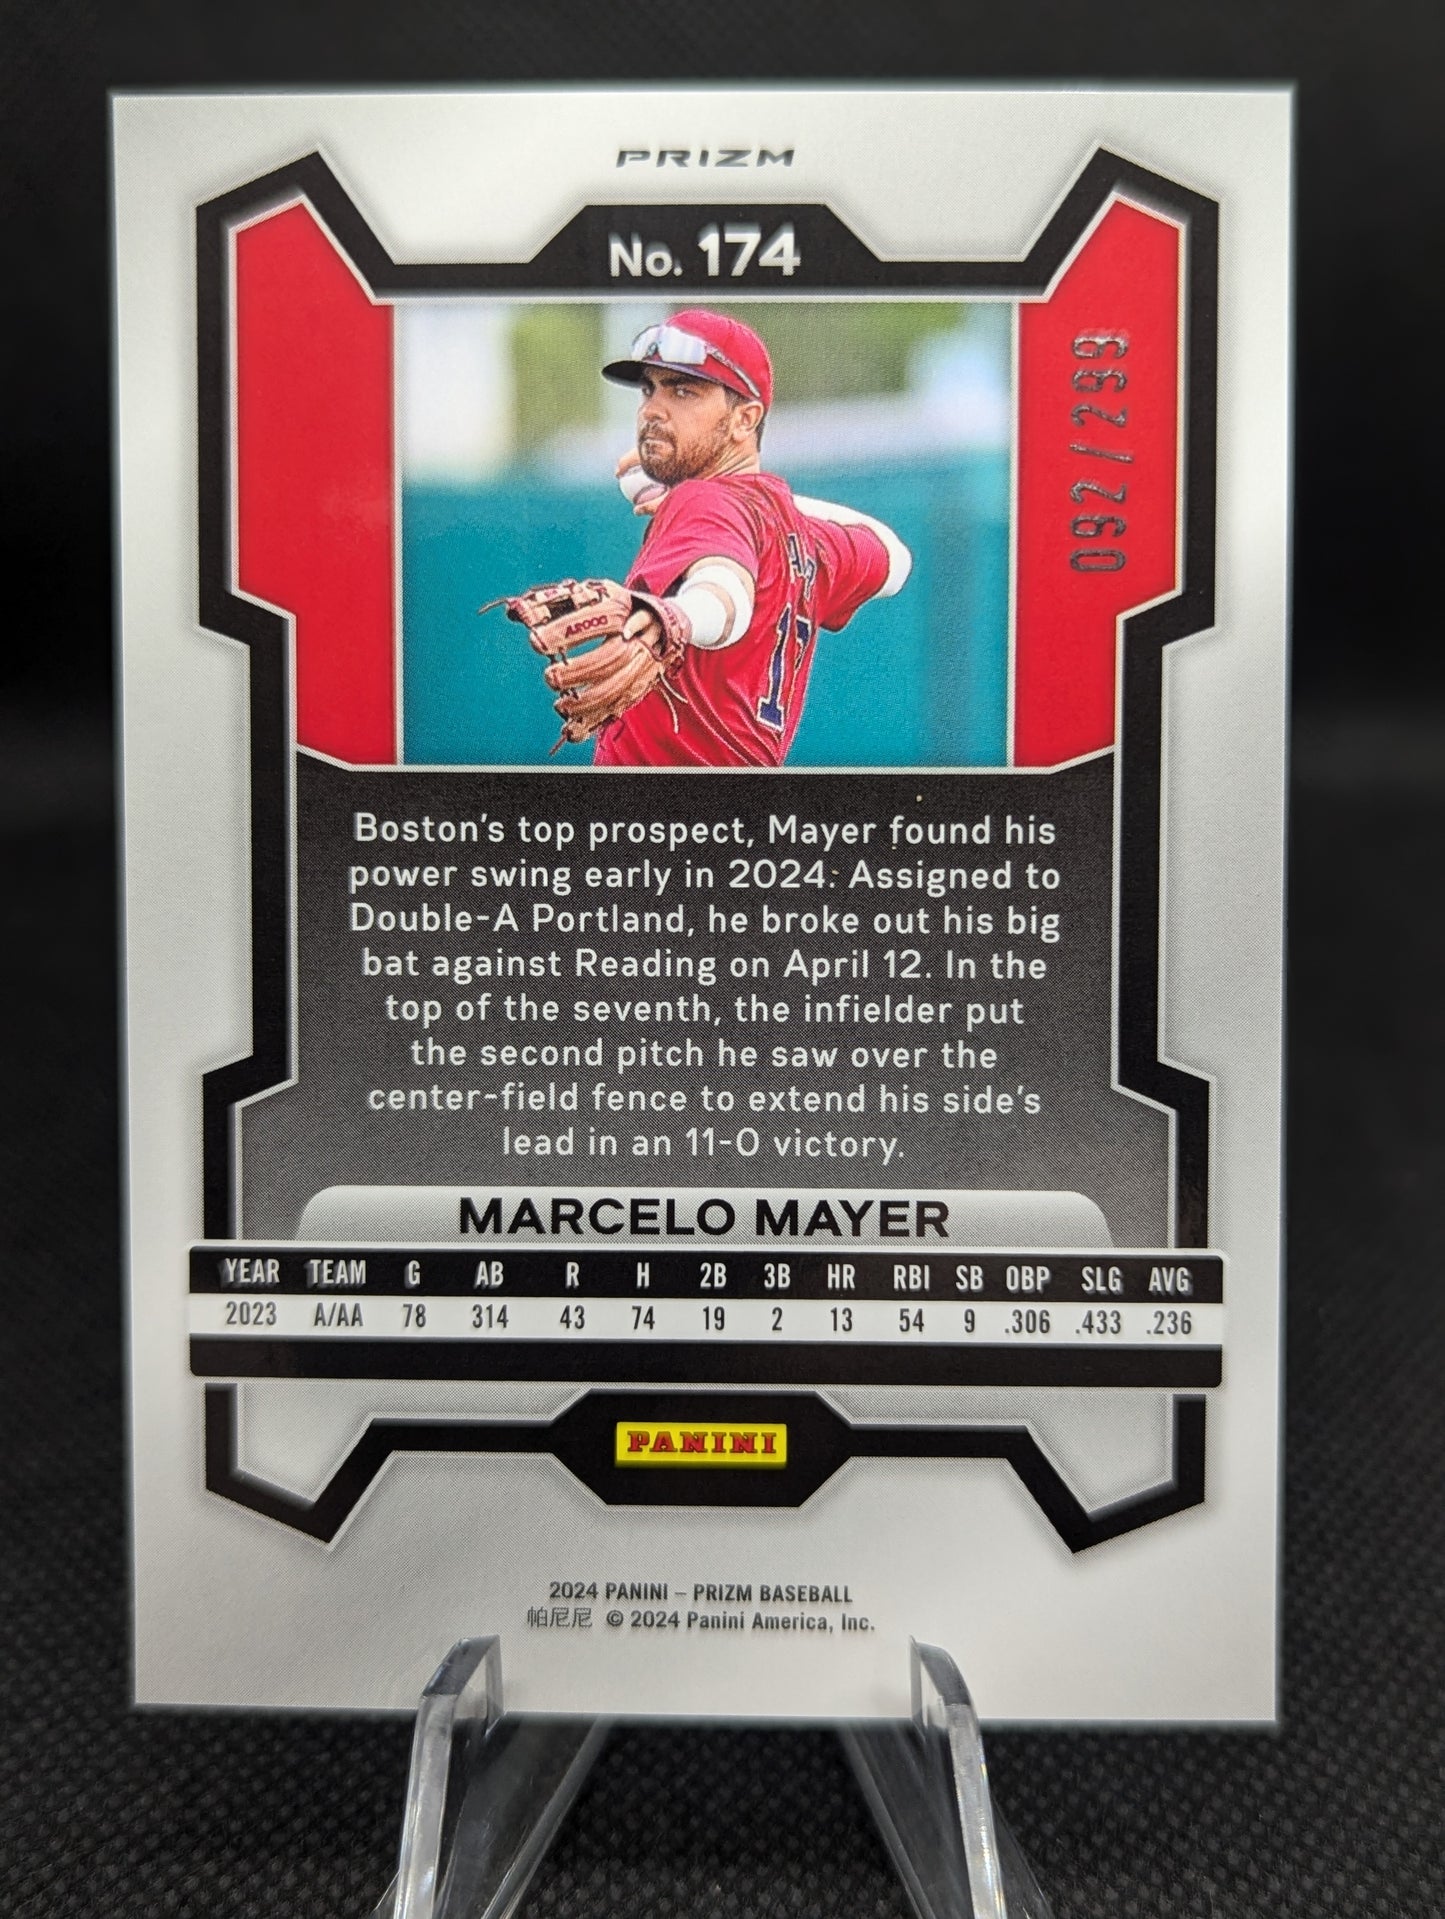 PRIZM
No. 174
092/299
Boston's top prospect, Mayer found his
power swing early in 2024. Assigned to
Double-A Portland, he broke out his big
bat against Reading on April 12. In the
top of the seventh, the infielder put
the second pitch he saw over the
center-field fence to extend his side's
lead in an 11-0 victory.
MARCELO MAYER
YEAR TEAM G AB R H 2B 3B HR RBI SB OBP SLG AVG
2023 A/AA 78 314 43 74 19 2 13 54 9 .306 .433 .236
PANINI
2024 PANINI – PRIZM BASEBALL
帕尼尼 © 2024 Panini America, Inc.